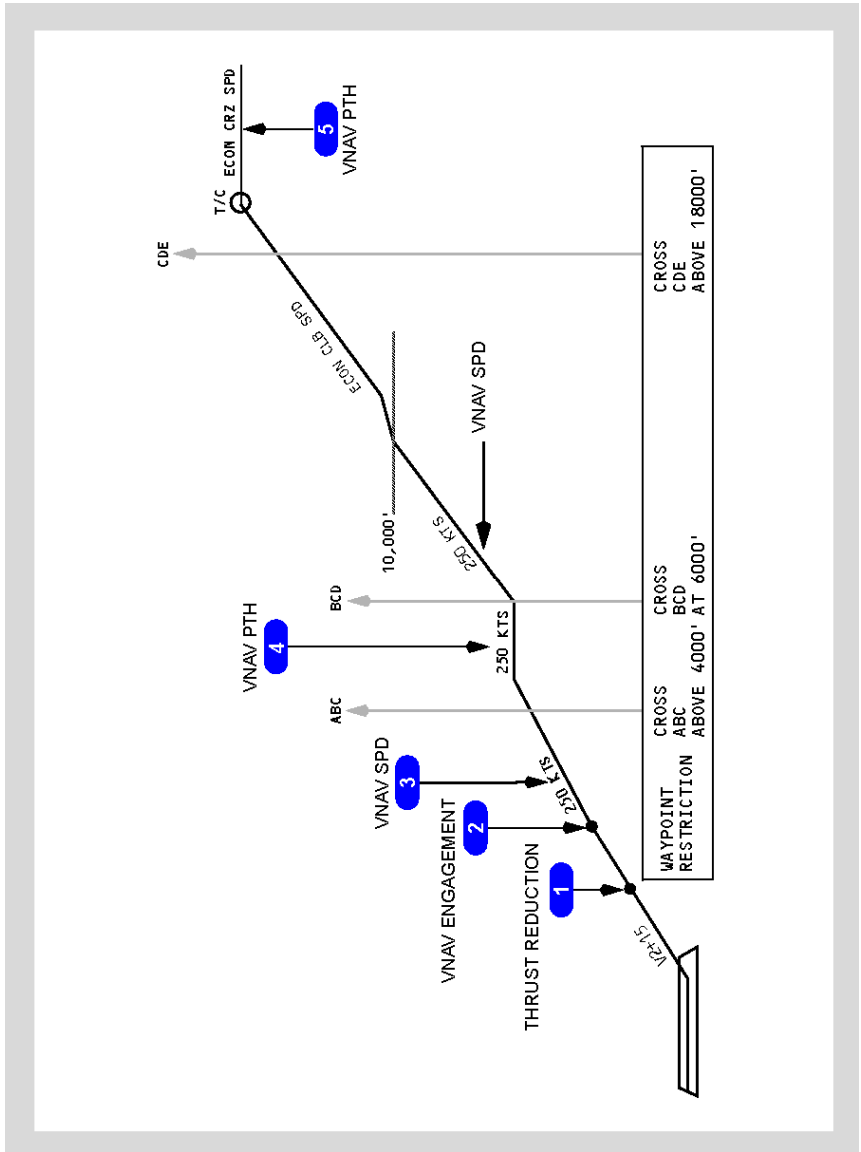 CDE
T/C
ECON CRZ SPD
5
VNAV PTH
ECON CLB SPD
VNAV PTH
4
BCD
10,000'
ABC
VNAV SPD
3
250 KTS
VNAV SPD
VNAV ENGAGEMENT
2
250 KTS
250 KTS
THRUST REDUCTION
1
V2+15
WAYPOINT
RESTRICTION
CROSS
ABC
ABOVE 4000'
CROSS
BCD
AT 6000'
CROSS
CDE
ABOVE 18000'